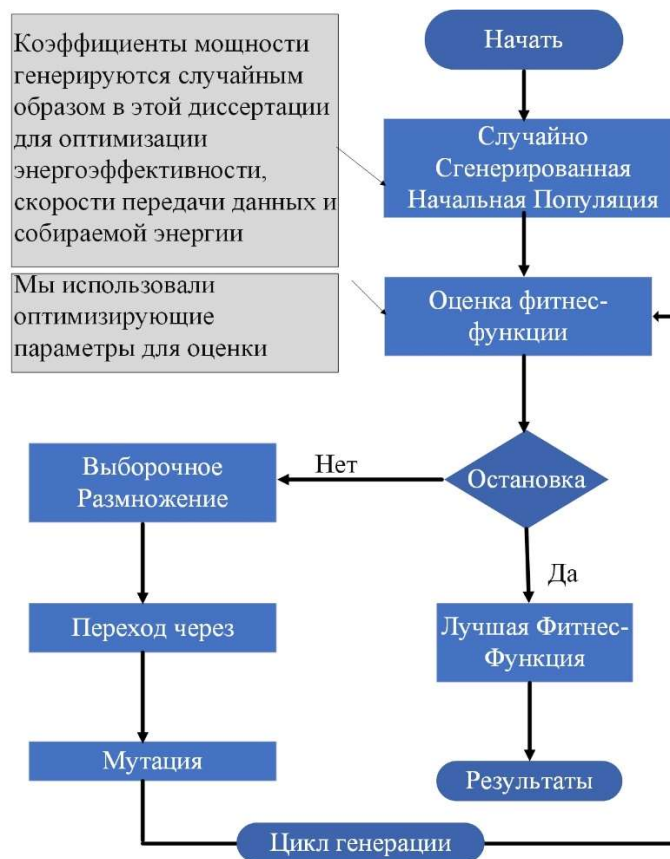 Коэффициенты мощности
генерируются случайным
образом в этой диссертации
для оптимизации
энергоэффективности,
скорости передачи данных и
собираемой энергии
Мы использовали
оптимизирующие
параметры для оценки
Начать
Случайно
Сгенерированная
Начальная Популяция
Оценка фитнес-
функции
Остановка
Нет
Да
Выборочное
Размножение
Переход через
Мутация
Лучшая Фитнес-
Функция
Результаты
Цикл генерации